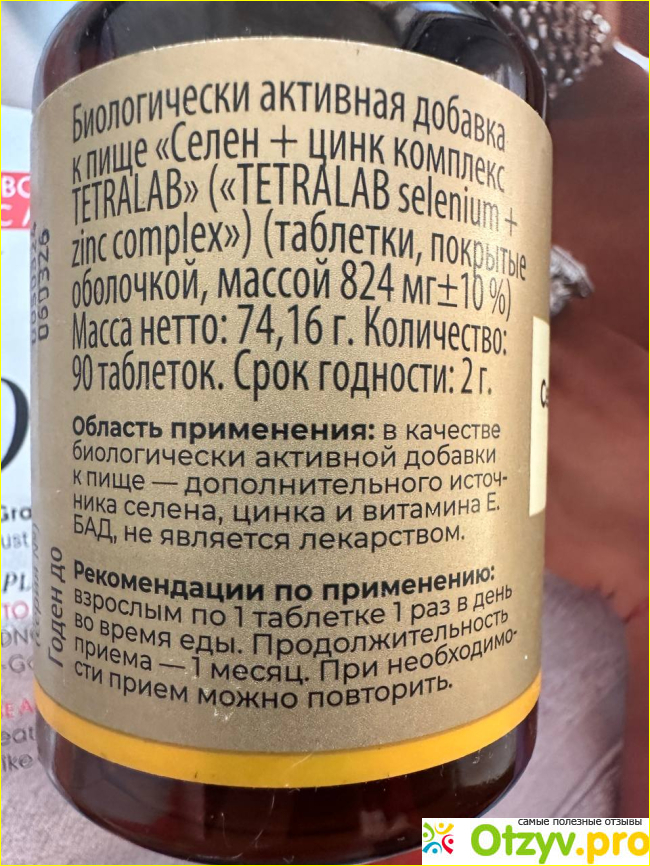 Биологически активная добавка
к пище «Селен + цинк комплекс
TETRALAB» («TETRALAB selenium +
zinc complex») (таблетки, покрытые
оболочкой, массой 824 мг±10 %)
Масса нетто: 74,16 г. Количество:
90 таблеток. Срок годности: 2 г.
Область применения: в качестве
биологически активной добавки
к пище — дополнительного источ-
ника селена, цинка и витамина Е.
БАД, не является лекарством.
Рекомендации по применению:
взрослым по 1 таблетке 1 раз в день
во время еды. Продолжительность
приема — 1 месяц. При необходимо-
сти прием можно повторить.
Годен до
060326
самые полезные отзывы
Otzyv.pro